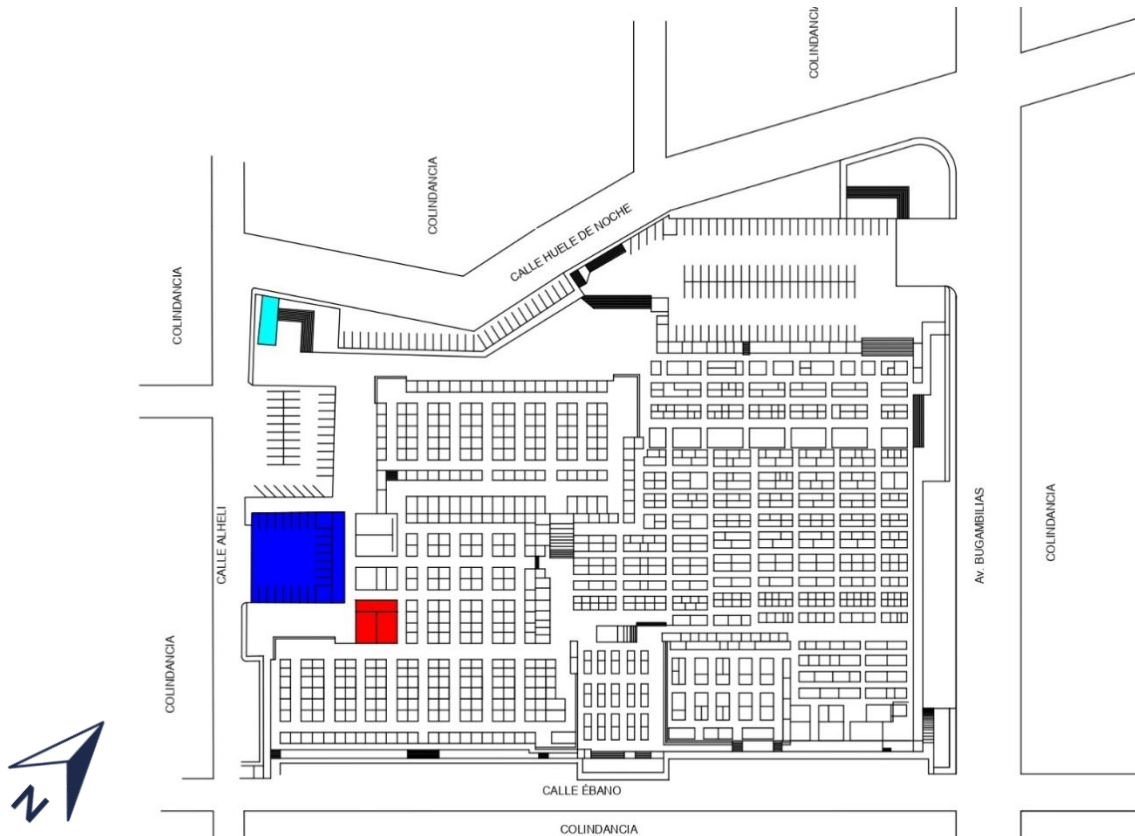 COLINDANCIA
COLINDANCIA
CALLE HUELE DE NOCHE
COLINDANCIA
CALLE ALHELI
Av. BUGAMBILIAS
COLINDANCIA
COLINDANCIA
N
CALLE ÉBANO
COLINDANCIA